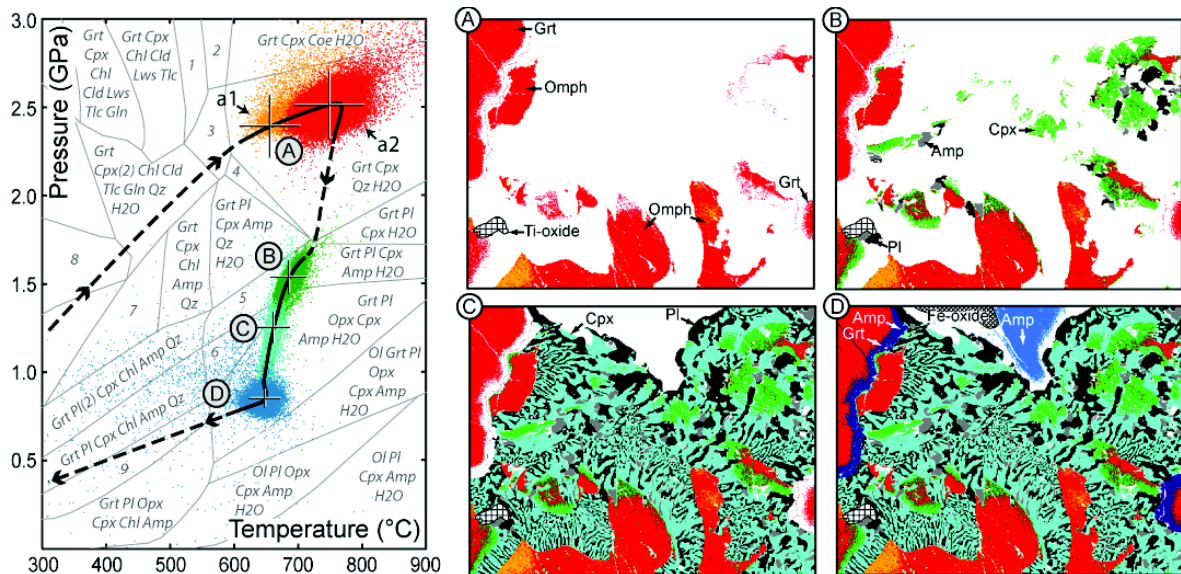 3.0
2.5
2.0
1.5
1.0
0.5
Pressure (GPa)
300
400
500
600
700
800
900
Temperature (°C)
Grt
Cpx
Chl
Cld
Lws
Tlc Gln
Grt Cpx
Chl Cld
Lws Tlc
1
2
Grt Cpx Coe H2O
a1
3
A
a2
Grt
Cpx(2) Chl Cld
Tlc Gln Qz
H2O
4
Grt Cpx
Qz H2O
8
Grt
Cpx
Chl
Amp
Qz
Grt Pl
Cpx Amp
Qz
H2O
Grt Pl
Cpx H2O
B
Grt Pl Cpx
Amp H2O
7
5
C
Grt Pl
Opx Cpx
Amp H2O
6
Grt Pl(2) Cpx Chl Amp Qz
D
Ol Grt Pl
Opx
Cpx Amp
H2O
Grt Pl Cpx Chl Amp Qz
9
Ol Pl Opx
Cpx Amp
H2O
Ol Pl
Cpx Amp
H2O
Grt Pl Opx
Cpx Chl Amp
A
Grt
Omph
Grt
Omph
Ti-oxide
B
Cpx
Amp
Pl
C
Cpx
Pl
D
Amp
Grt
Fe-oxide
Amp